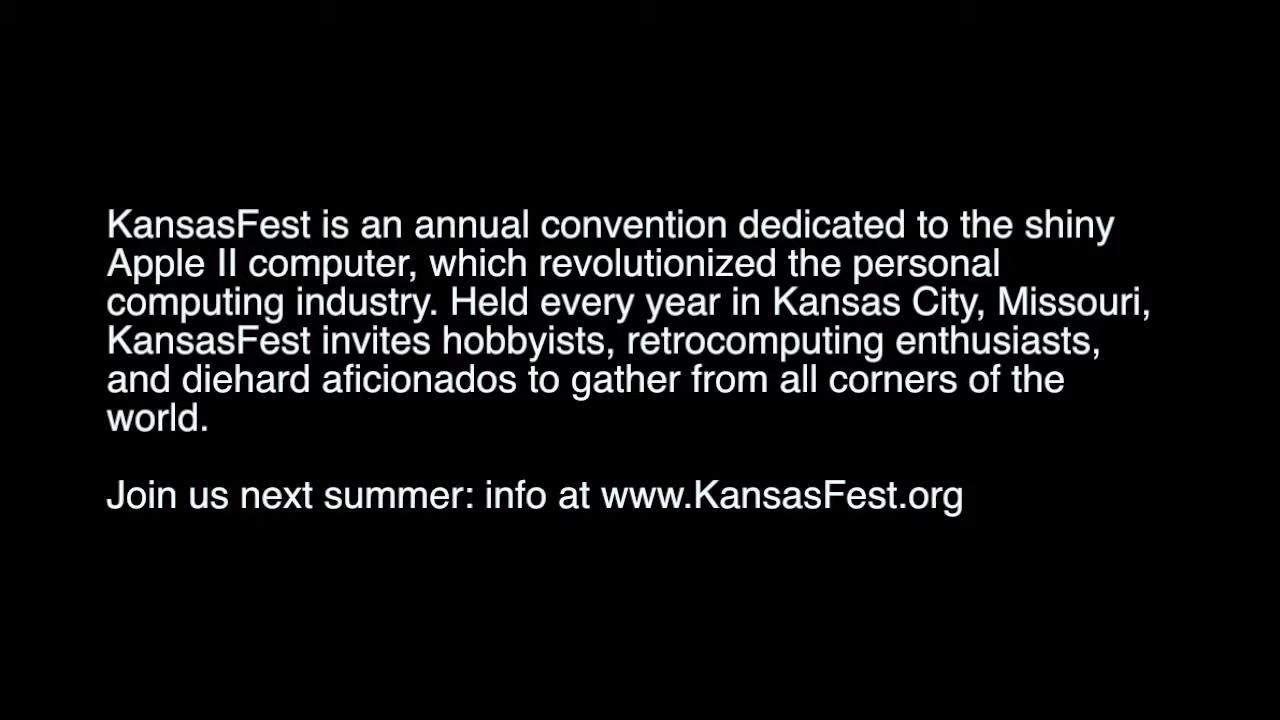 KansasFest is an annual convention dedicated to the shiny
Apple II computer, which revolutionized the personal
computing industry. Held every year in Kansas City, Missouri,
KansasFest invites hobbyists, retrocomputing enthusiasts,
and diehard aficionados to gather from all corners of the
world.
Join us next summer: info at www.KansasFest.org